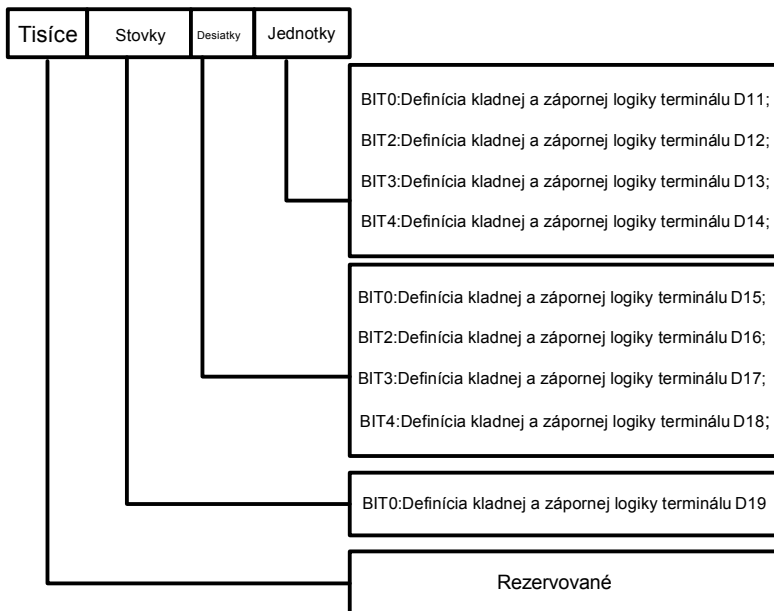 Tisíce Stovky Desiatky Jednotky
BIT0:Definícia kladnej a zápornej logiky terminálu D11;
BIT2:Definícia kladnej a zápornej logiky terminálu D12;
BIT3:Definícia kladnej a zápornej logiky terminálu D13;
BIT4:Definícia kladnej a zápornej logiky terminálu D14;
BIT0:Definícia kladnej a zápornej logiky terminálu D15;
BIT2:Definícia kladnej a zápornej logiky terminálu D16;
BIT3:Definícia kladnej a zápornej logiky terminálu D17;
BIT4:Definícia kladnej a zápornej logiky terminálu D18;
BIT0:Definícia kladnej a zápornej logiky terminálu D19
Rezervované